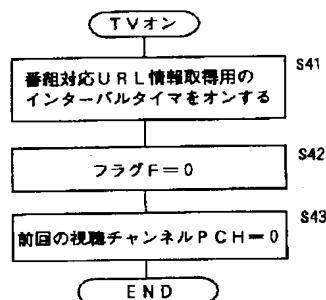 TVオン
S41
番組対応URL情報取得用の
インターバルタイマをオンする
S42
フラグF=0
S43
前回の視聴チャンネルPCH=0
END